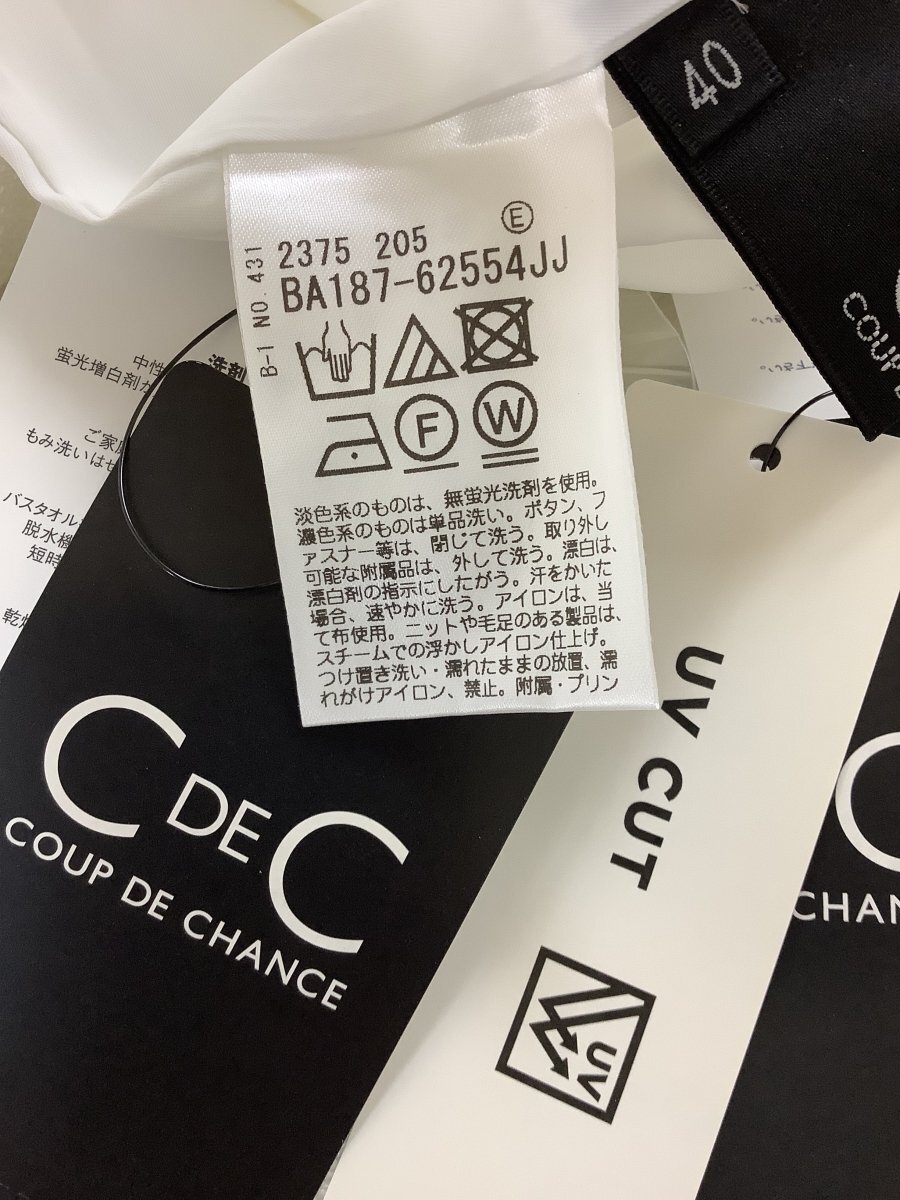 40
COUP
E
2375 205
BA187-62554JJ
B-1 NO. 431
F
W
淡色系のものは、無蛍光洗剤を使用。
濃色系のものは単品洗い。ボタン、フ
ァスナー等は、閉じて洗う。取り外し
可能な附属品は、外して洗う。漂白は、
漂白剤の指示にしたがう。汗をかいた
場合、速やかに洗う。アイロンは、当
て布使用。ニットや毛足のある製品は、
スチームでの浮かしアイロン仕上げ。
つけ置き洗い・濡れたままの放置、濡
れがけアイロン、禁止。附属・プリン
中性
洗剤
蛍光増白剤が
ご家庭
もみ洗いはせ
バスタオル
脱水機
短時
乾燥
下さい。
C DE C
COUP DE CHANCE
UV CUT
UV
C
CHAN